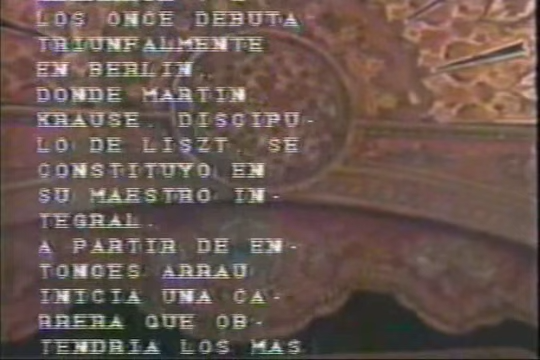 LOS ONCE DEBUTA-
TRIUNFALMENTE
EN BERLIN,
DONDE MARTIN
KRAUSE, DISCIPU-
LO DE LISZT, SE
CONSTITUYO EN
SU MAESTRO IN-
TEGRAL.
A PARTIR DE EN-
TONCES ARRAU
INICIA UNA CA-
RRERA QUE OB-
TENDRIA LOS MAS